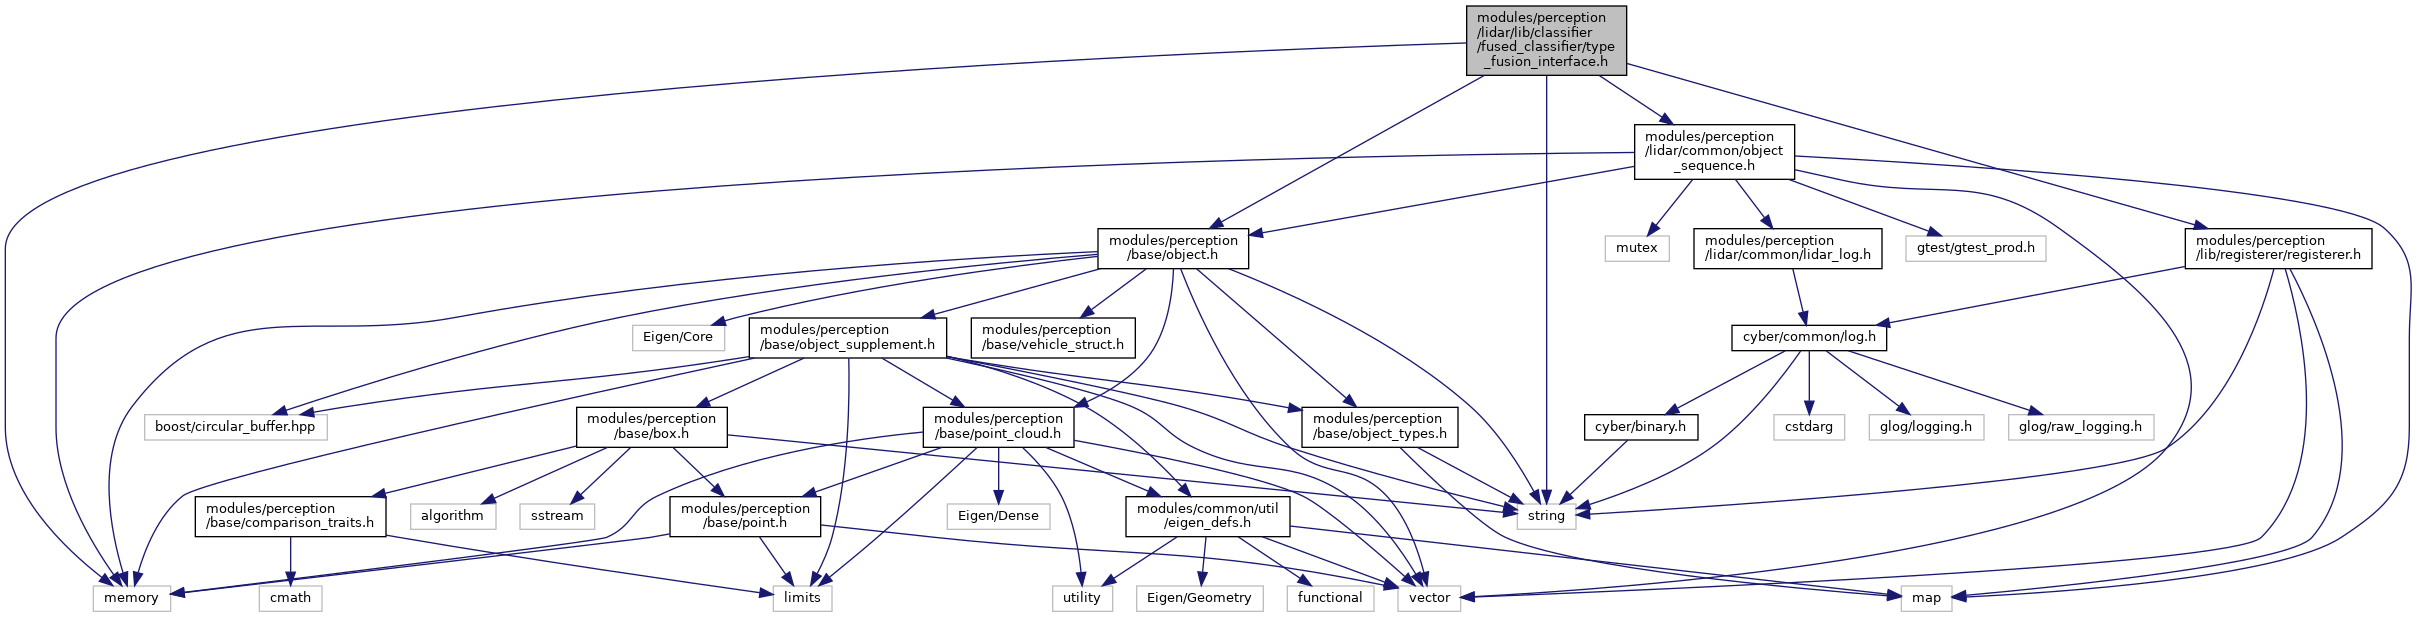 modules/perception
/lidar/lib/classifier
/fused_classifier/type
_fusion_interface.h
modules/perception
/lidar/common/object
_sequence.h
modules/perception
/base/object.h
mutex
modules/perception
/lidar/common/lidar_log.h
gtest/gtest_prod.h
modules/perception
/lib/registerer/registerer.h
Eigen/Core
modules/perception
/base/object_supplement.h
modules/perception
/base/vehicle_struct.h
cyber/common/log.h
boost/circular_buffer.hpp
modules/perception
/base/box.h
modules/perception
/base/point_cloud.h
modules/perception
/base/object_types.h
cyber/binary.h
cstdarg
glog/logging.h
glog/raw_logging.h
modules/perception
/base/comparison_traits.h
algorithm
sstream
modules/perception
/base/point.h
Eigen/Dense
modules/common/util
/eigen_defs.h
string
memory
cmath
limits
utility
Eigen/Geometry
functional
vector
map